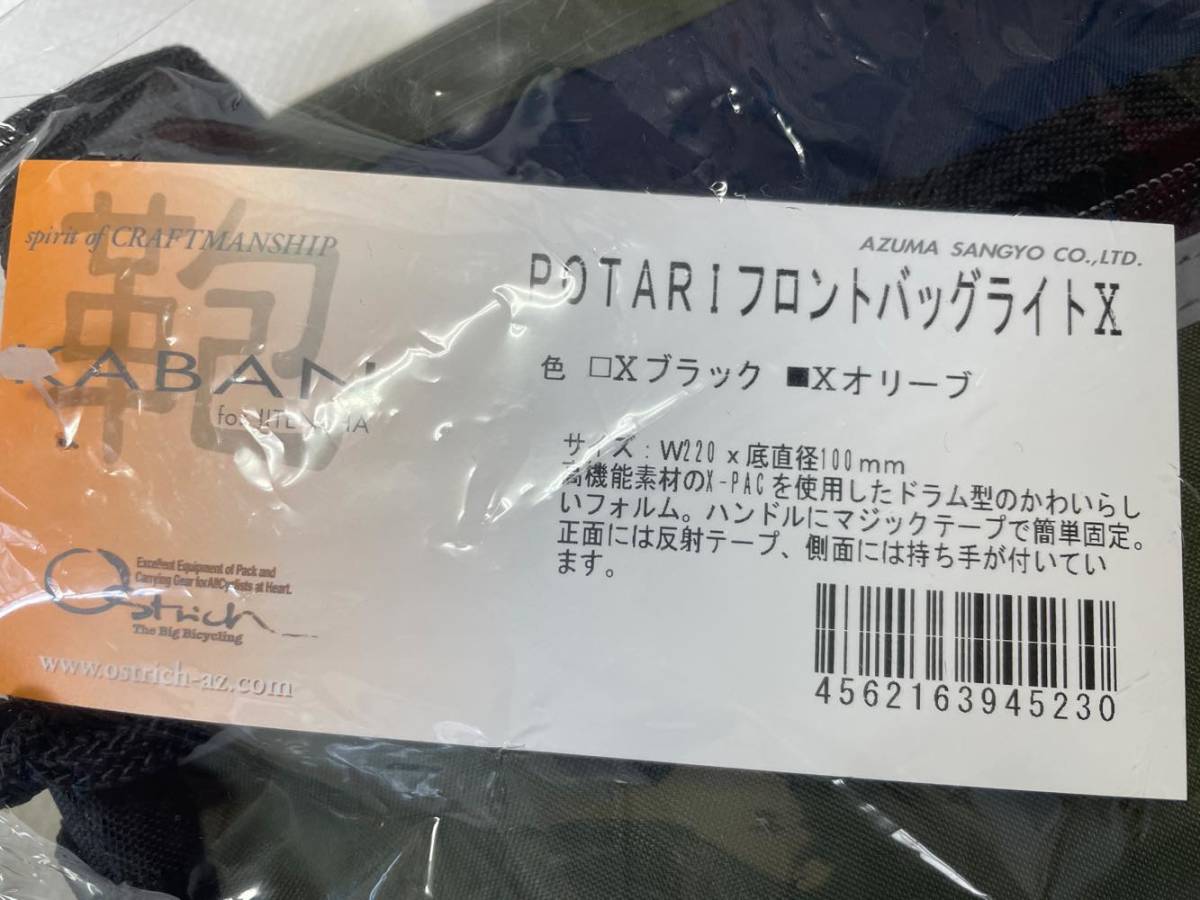 spirit of CRAFTMANSHIP
鞄
KABAN
for JITENSHA
Excellent Equipment of Pack and
Carrying Gear for All Cyclists at Heart.
Ostrich
The Big Bicycling
www.ostrich-az.com
AZUMA SANGYO CO.,LTD.
POTARIフロントバッグライトX
色 □Xブラック ■Xオリーブ
サイズ：W220 x 底直径100mm
高機能素材のX-PACを使用したドラム型のかわいらし
いフォルム。ハンドルにマジックテープで簡単固定。
正面には反射テープ、側面には持ち手が付いてい
ます。
4562163945230